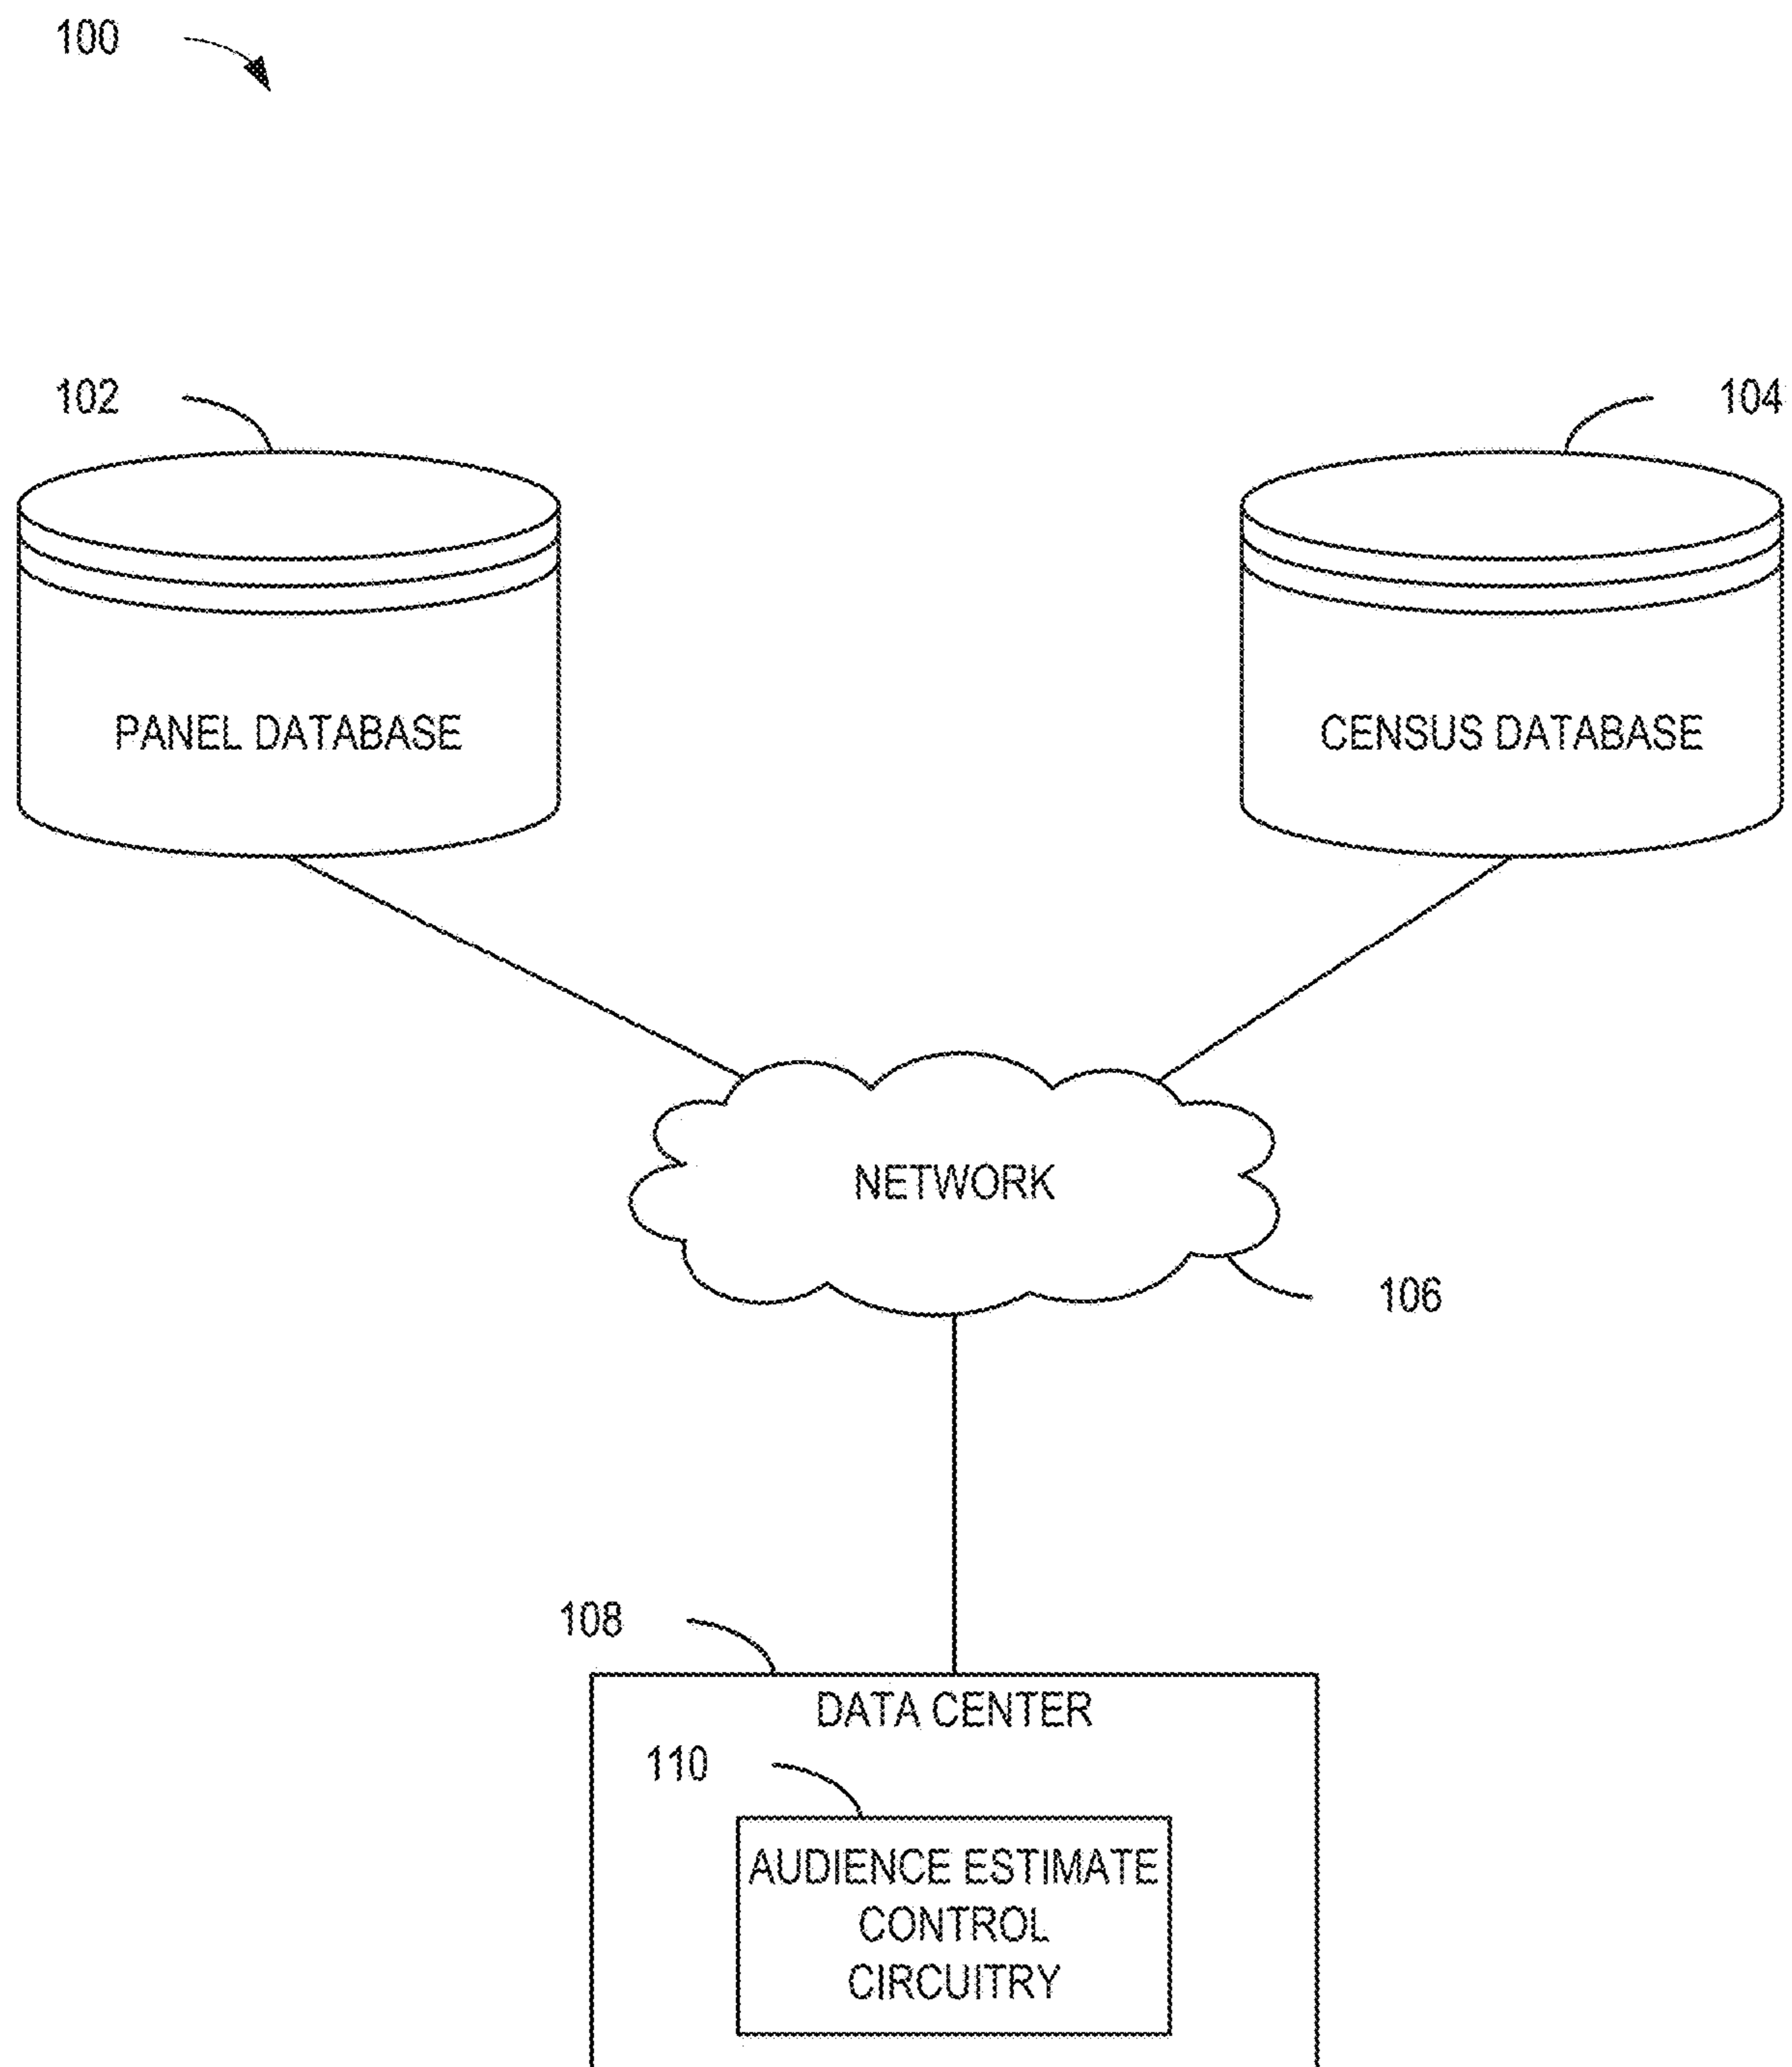 100
102
104
PANEL DATABASE
CENSUS DATABASE
NETWORK
106
108
DATA CENTER
110
AUDIENCE ESTIMATE
CONTROL
CIRCUITRY